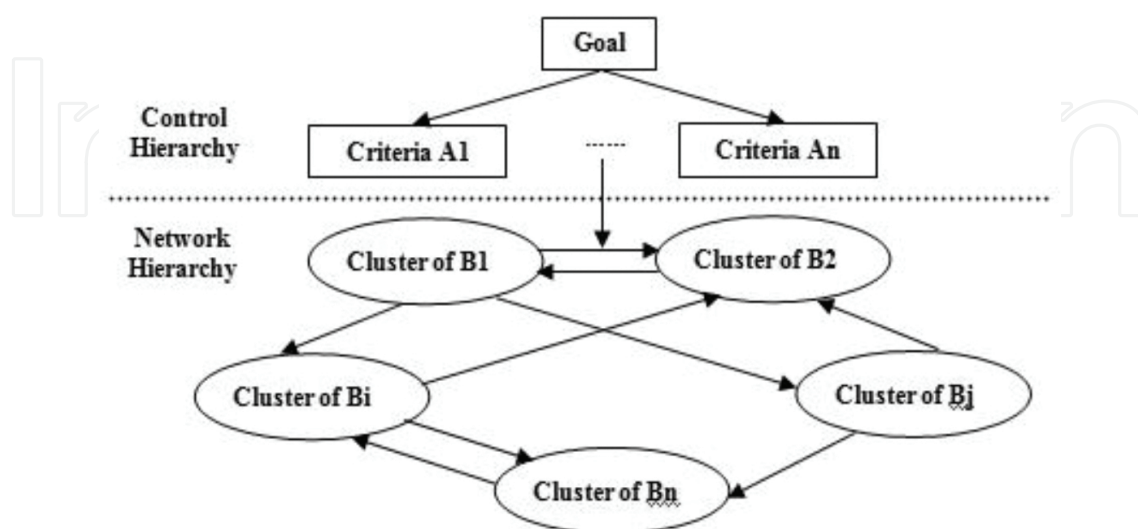 Goal
Control
Hierarchy
Criteria A1
......
Criteria An
Network
Hierarchy
Cluster of B1
Cluster of B2
Cluster of Bi
Cluster of Bj
Cluster of Bn